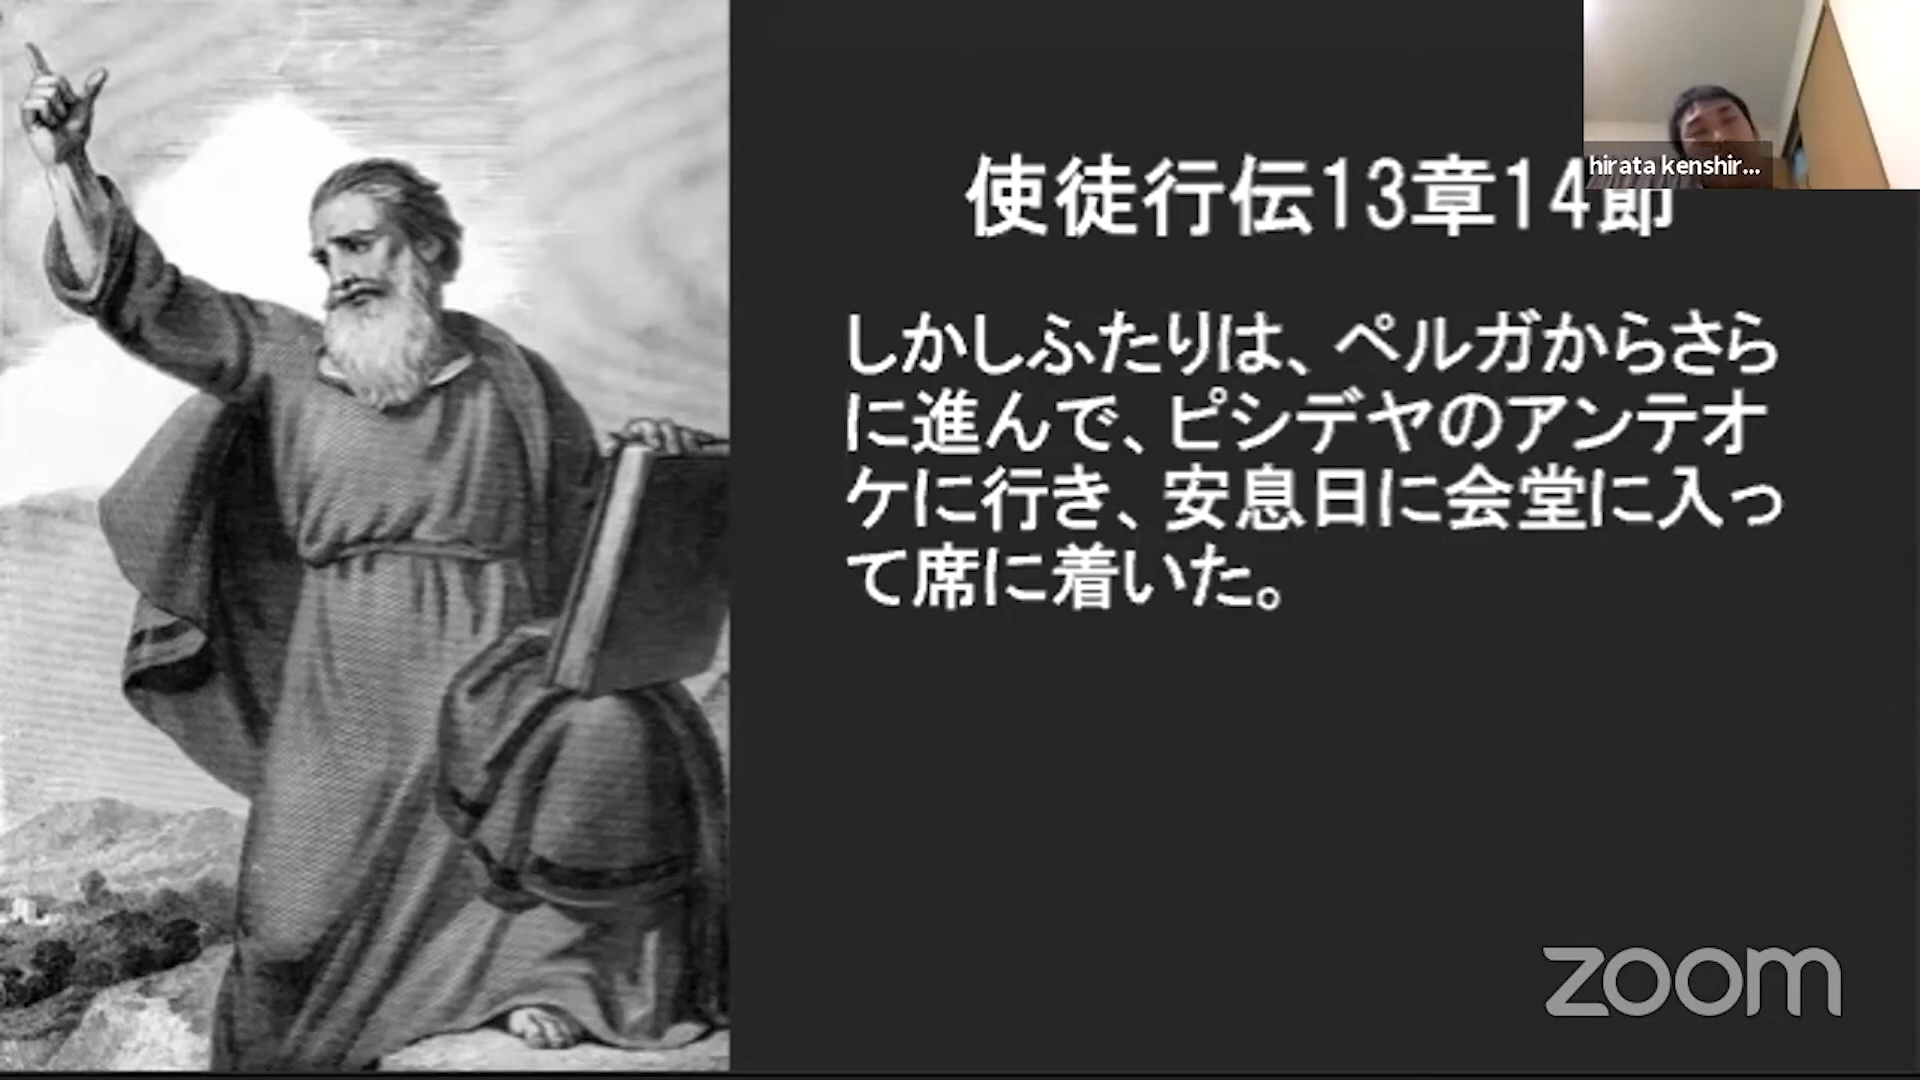 使徒行伝13章14節
hirata kenshir...
しかしふたりは、ペルガからさら
に進んで、ピシデヤのアンテオ
ケに行き、安息日に会堂に入っ
て席に着いた。
zoom